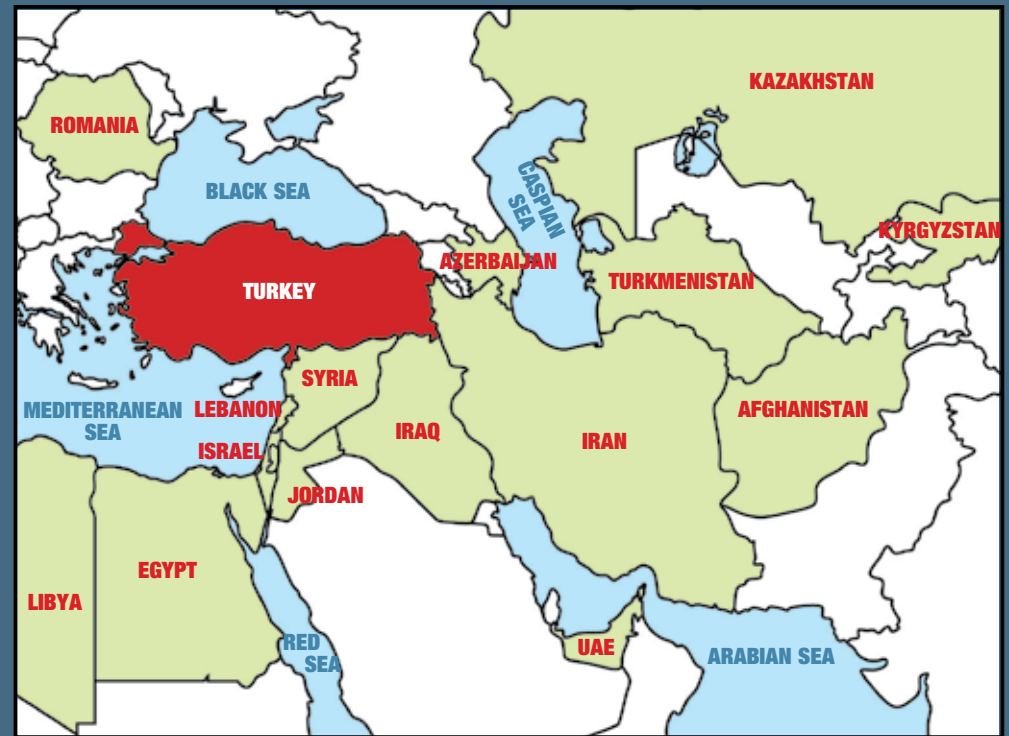 KAZAKHSTAN
ROMANIA
BLACK SEA
CASPIAN
SEA
KYRGYZSTAN
AZERBAIJAN
TURKMENISTAN
TURKEY
SYRIA
MEDITERRANEAN
SEA
LEBANON
AFGHANISTAN
IRAQ
IRAN
ISRAEL
JORDAN
EGYPT
LIBYA
RED
SEA
UAE
ARABIAN SEA